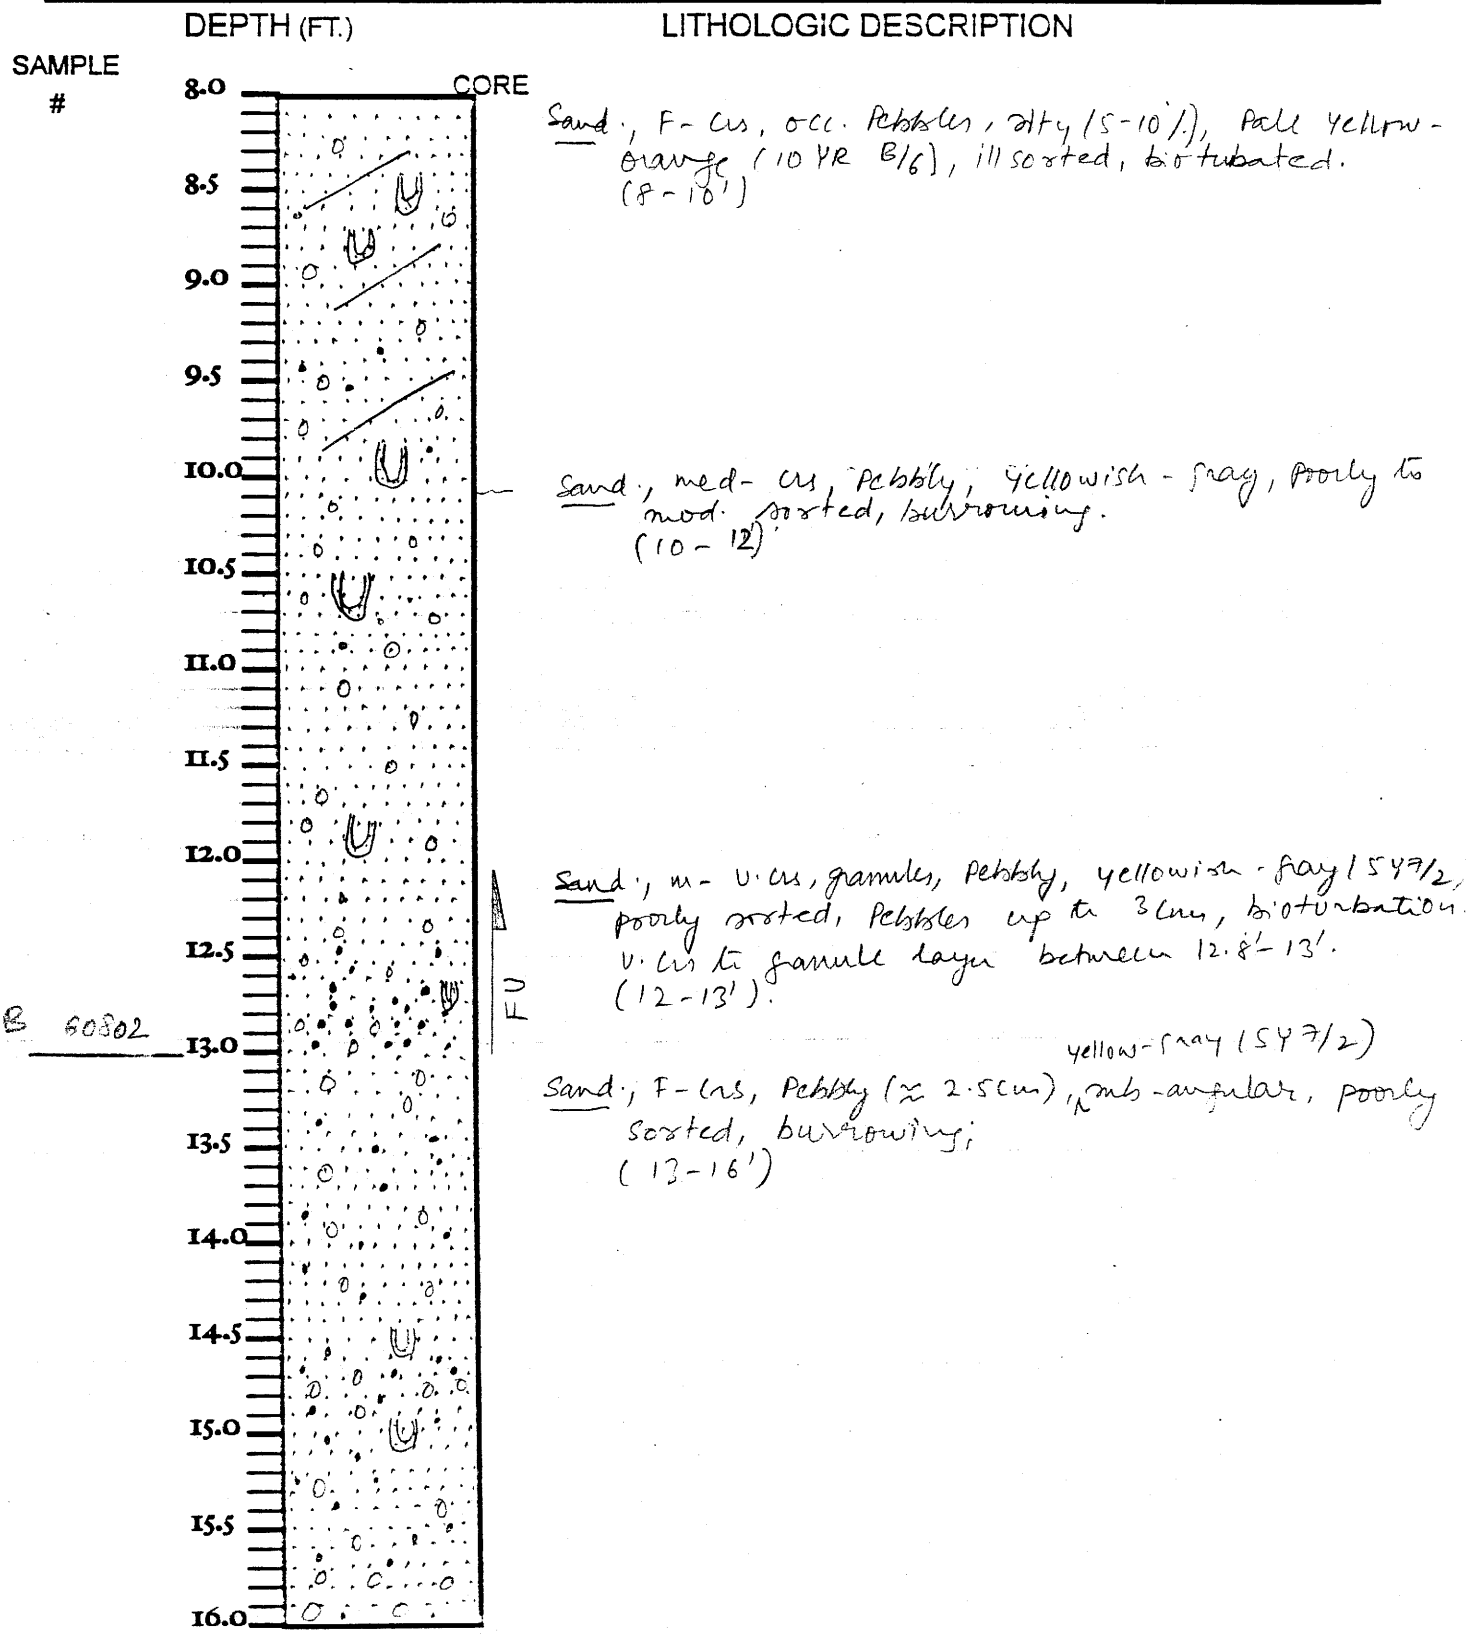 DEPTH (FT.)
LITHOLOGIC DESCRIPTION
SAMPLE
#
CORE
8.0
Sand., F- Crs, occ. Pebbles, silty (5-10%), Pale Yellow-
orange (10 YR 8/6), ill sorted, biotubated.
(8-10')
8.5
9.0
9.5
10.0
Sand., med- crs, Pebbly, yellowish-gray, poorly to
mod. sorted, burrowing.
(10-12)'
10.5
11.0
11.5
12.0
Sand., m- v.crs, granules, Pebbly, yellowish-gray (5Y7/2,
poorly sorted, Pebbles up to 3cms, bioturbation.
v.crs to granule layer between 12.8'-13'.
(12-13').
12.5
FU
B 60802
13.0
yellow-gray (5Y 7/2)
Sand., F-Crs, Pebbly (≈ 2.5cm), sub-angular, poorly
sorted, burrowing;
(13-16')
13.5
14.0
14.5
15.0
15.5
16.0